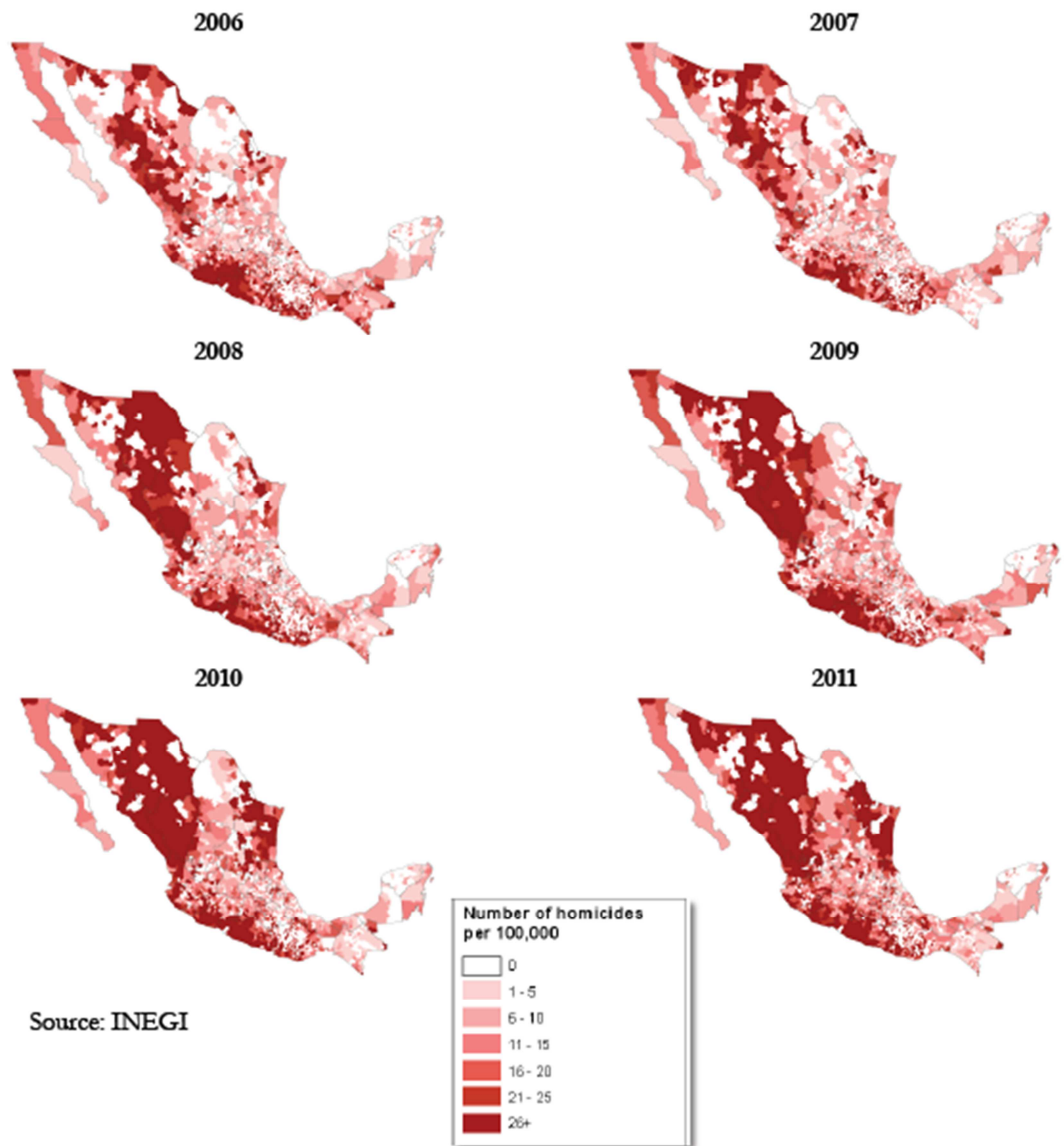 2006
2007
2008
2009
2010
2011
Number of homicides
per 100,000
0
1 - 5
6 - 10
11 - 15
16 - 20
21 - 25
26+
Source: INEGI